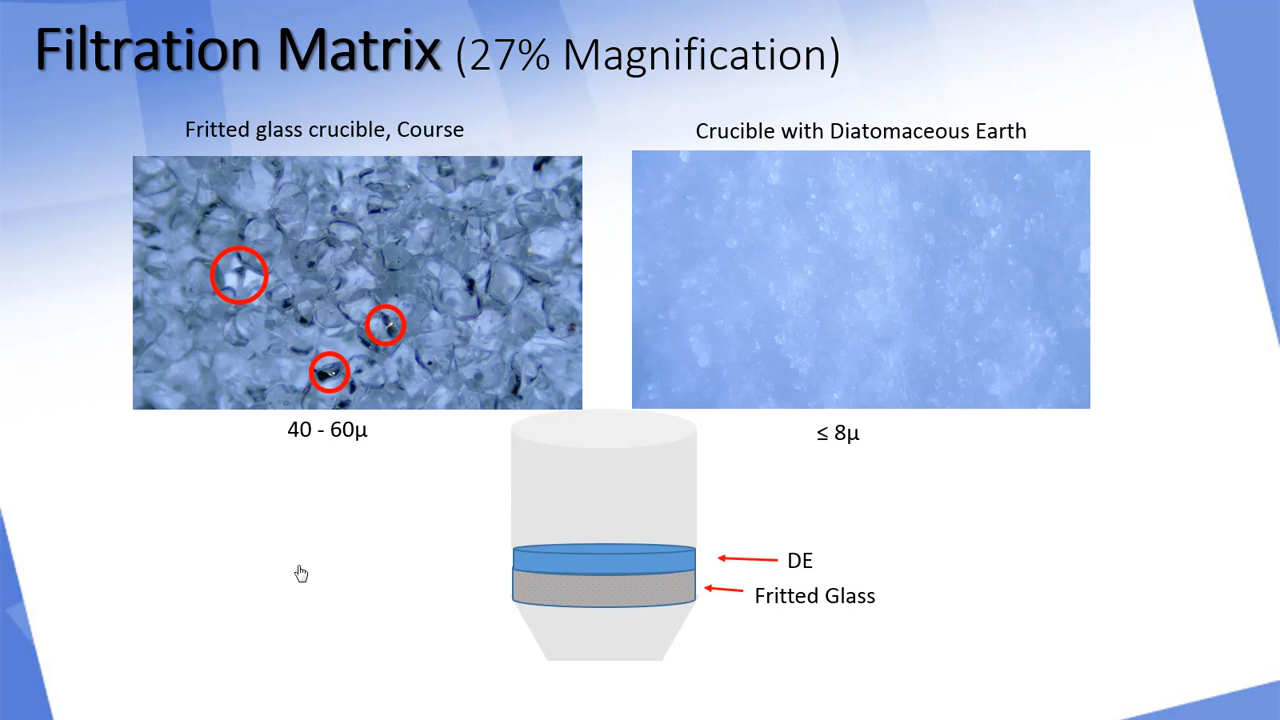 Filtration Matrix (27% Magnification)
Fritted glass crucible, Course
Crucible with Diatomaceous Earth
40 - 60µ
≤ 8µ
DE
Fritted Glass